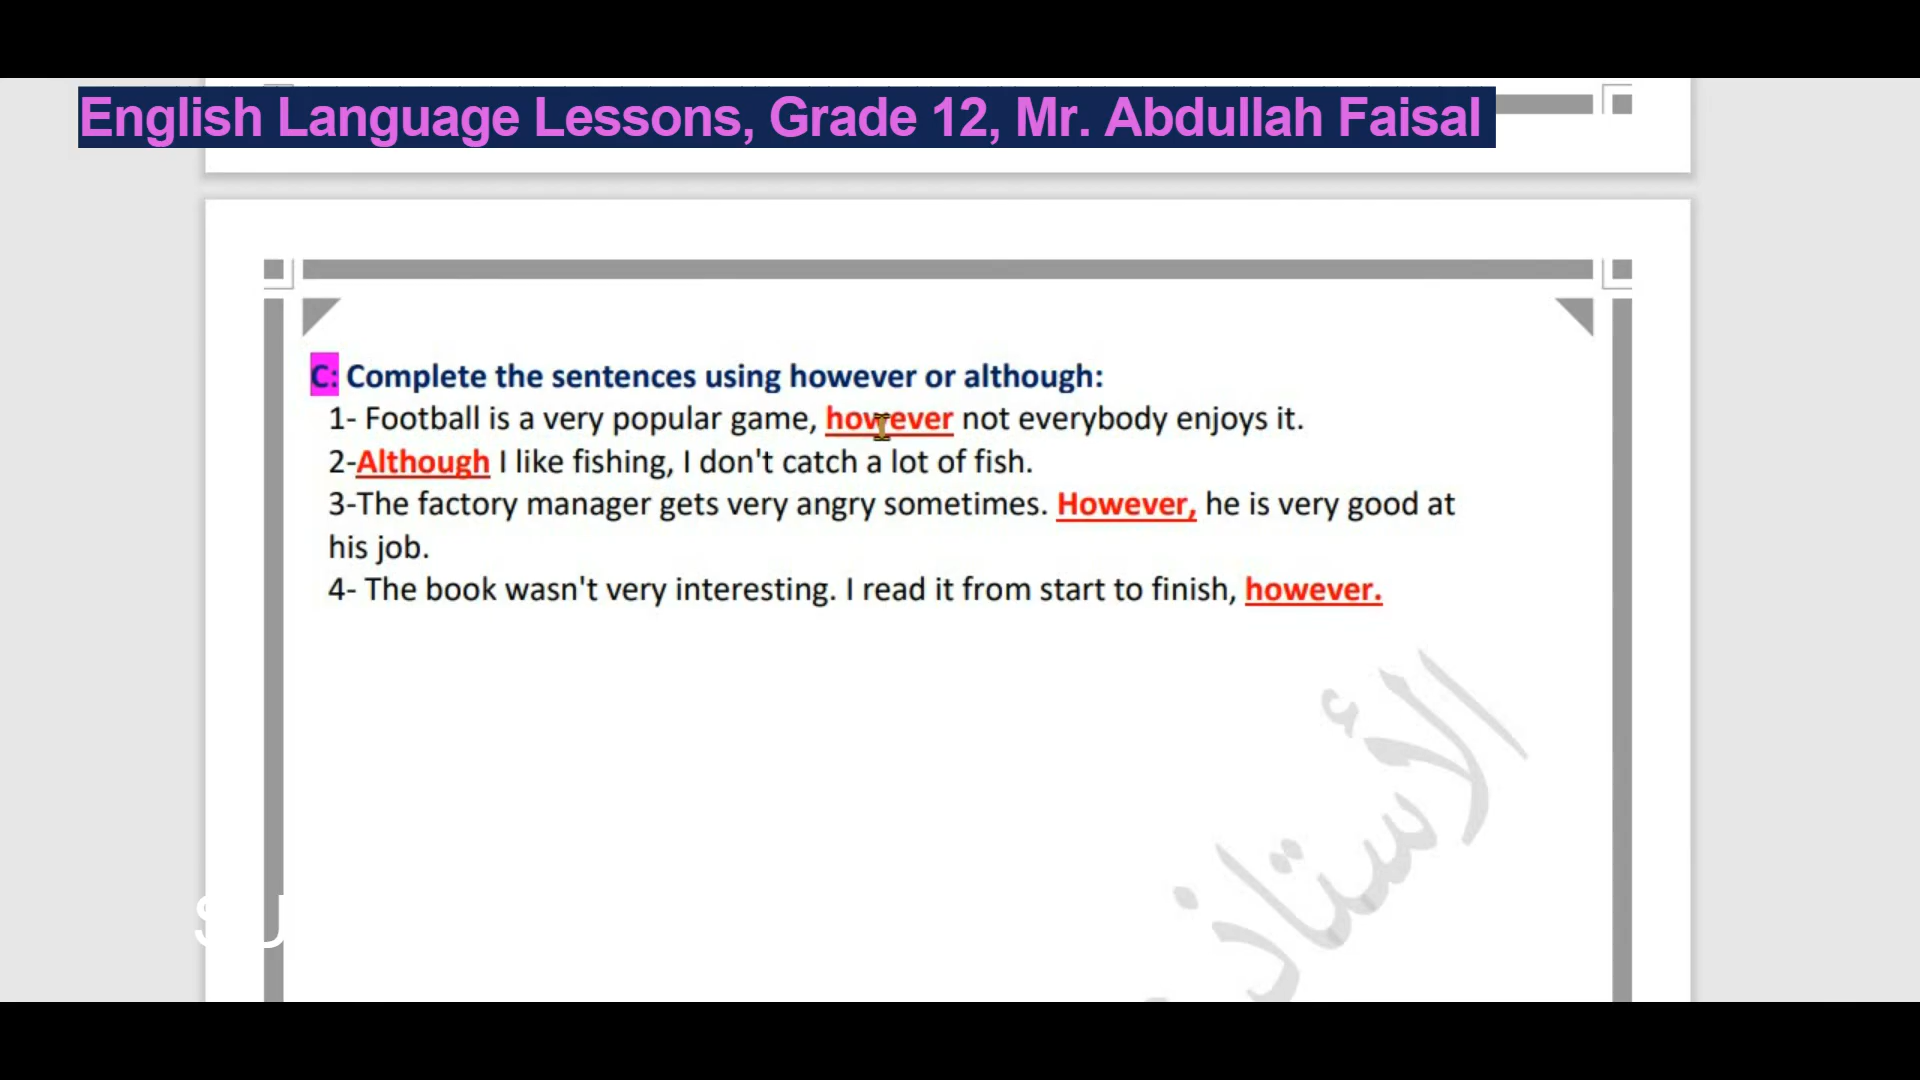 English Language Lessons, Grade 12, Mr. Abdullah Faisal
C: Complete the sentences using however or although:
1- Football is a very popular game, however not everybody enjoys it.
2-Although I like fishing, I don't catch a lot of fish.
3-The factory manager gets very angry sometimes. However, he is very good at
his job.
4- The book wasn't very interesting. I read it from start to finish, however.
الأستاذ